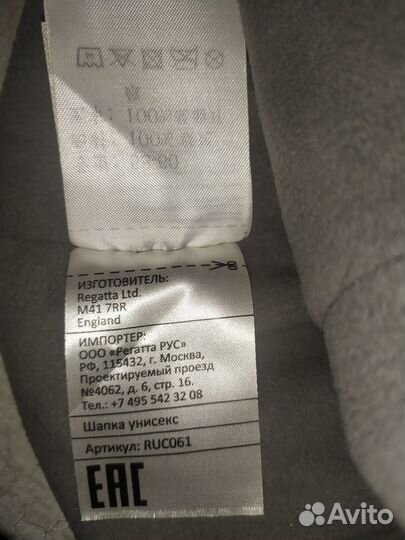 ИЗГОТОВИТЕЛЬ:
Regatta Ltd.
M41 7RR
England
ИМПОРТЕР:
ООО «Регатта РУС»
РФ, 115432, г. Москва,
Проектируемый проезд
№4062, д. 6, стр. 16.
Тел.: +7 495 542 32 08
Шапка унисекс
Артикул: RUC061
EAC
Avito